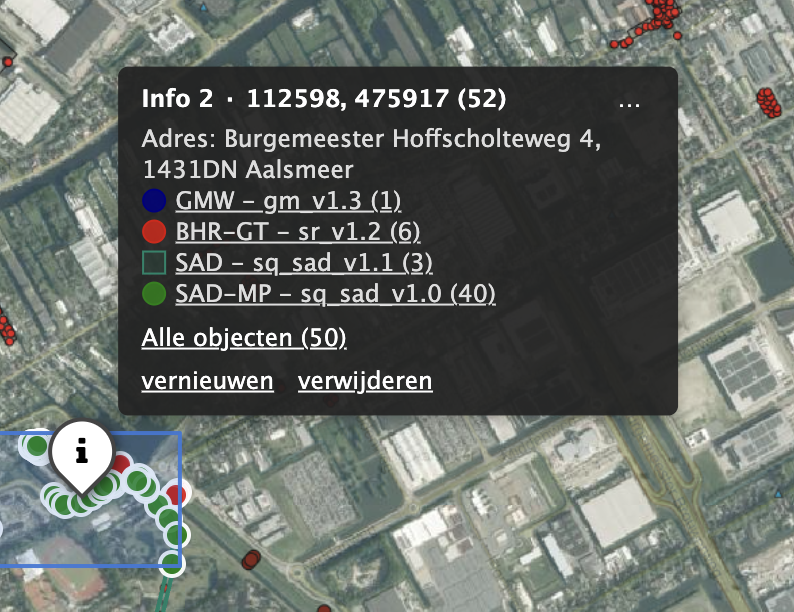 Info 2 · 112598, 475917 (52)
...
Adres: Burgemeester Hoffscholteweg 4,
1431DN Aalsmeer
GMW – gm_v1.3 (1)
BHR-GT – sr_v1.2 (6)
SAD – sq_sad_v1.1 (3)
SAD-MP – sq_sad_v1.0 (40)
Alle objecten (50)
vernieuwen verwijderen
i